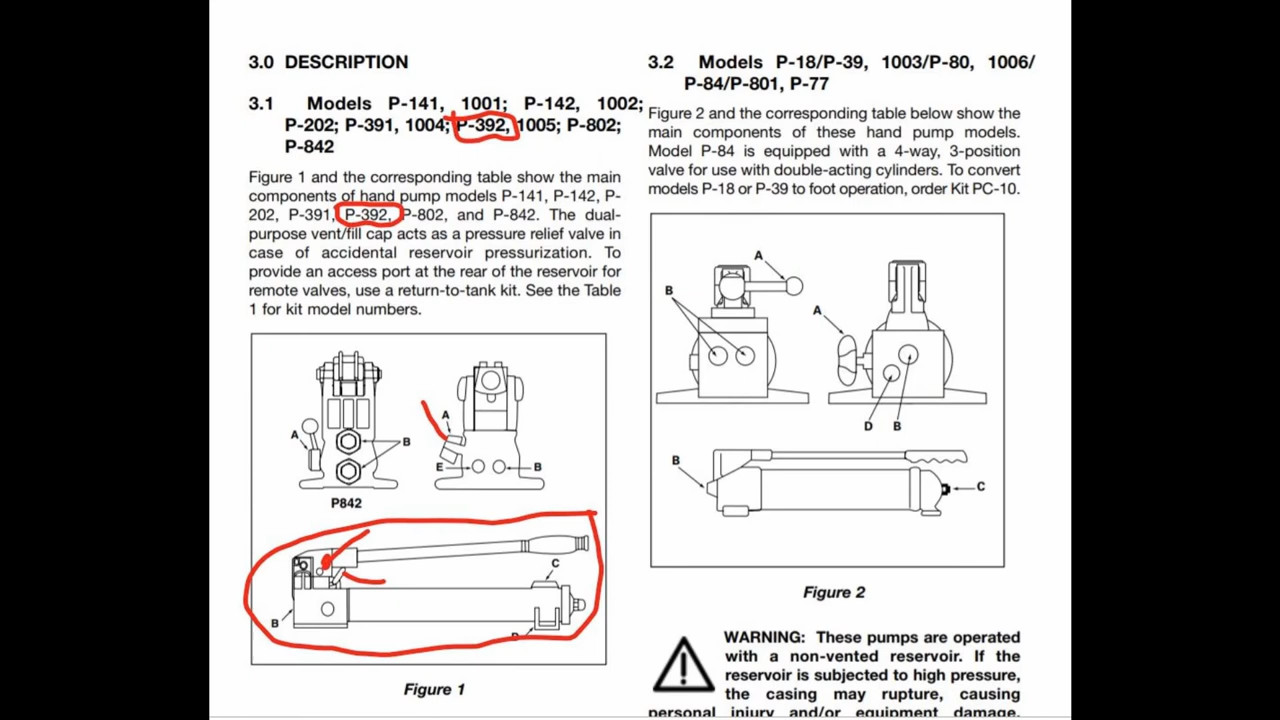 3.0 DESCRIPTION
3.1 Models P-141, 1001; P-142, 1002;
P-202; P-391, 1004; P-392, 1005; P-802;
P-842
Figure 1 and the corresponding table show the main
components of hand pump models P-141, P-142, P-
202, P-391, P-392, P-802, and P-842. The dual-
purpose vent/fill cap acts as a pressure relief valve in
case of accidental reservoir pressurization. To
provide an access port at the rear of the reservoir for
remote valves, use a return-to-tank kit. See the Table
1 for kit model numbers.
A
B
A
E
B
P842
C
B
D
Figure 1
3.2 Models P-18/P-39, 1003/P-80, 1006/
P-84/P-801, P-77
Figure 2 and the corresponding table below show the
main components of these hand pump models.
Model P-84 is equipped with a 4-way, 3-position
valve for use with double-acting cylinders. To convert
models P-18 or P-39 to foot operation, order Kit PC-10.
A
B
A
D B
B
C
Figure 2
WARNING: These pumps are operated
with a non-vented reservoir. If the
reservoir is subjected to high pressure,
the casing may rupture, causing
personal injury and/or equipment damage.